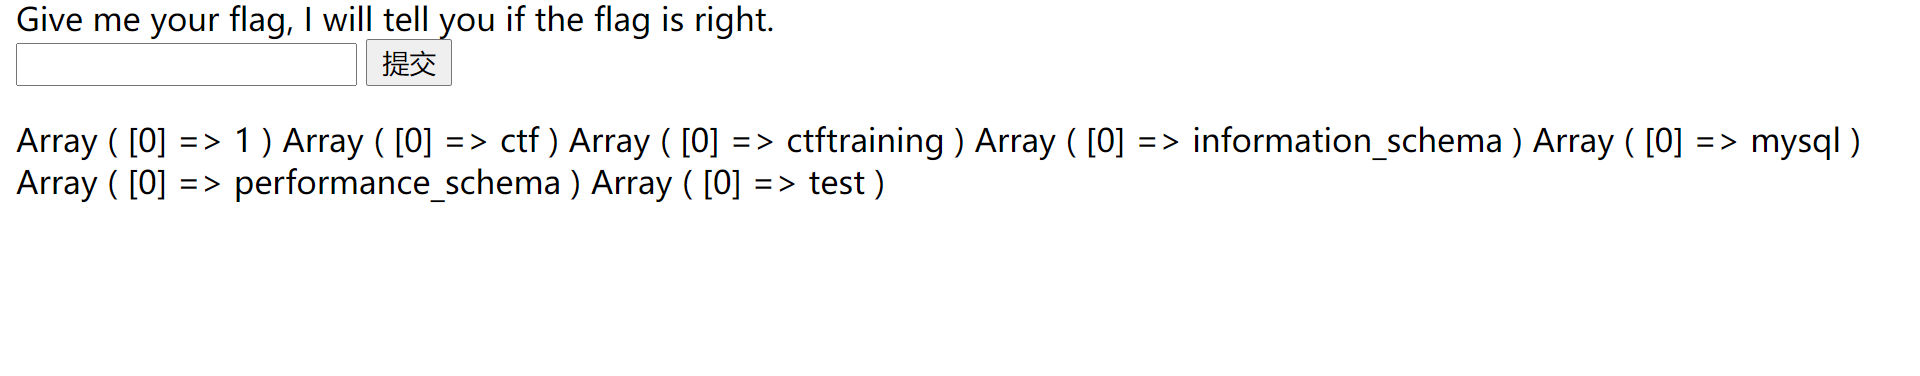 Give me your flag, I will tell you if the flag is right.
提交
Array ( [0] => 1 ) Array ( [0] => ctf ) Array ( [0] => ctftraining ) Array ( [0] => information_schema ) Array ( [0] => mysql )
Array ( [0] => performance_schema ) Array ( [0] => test )